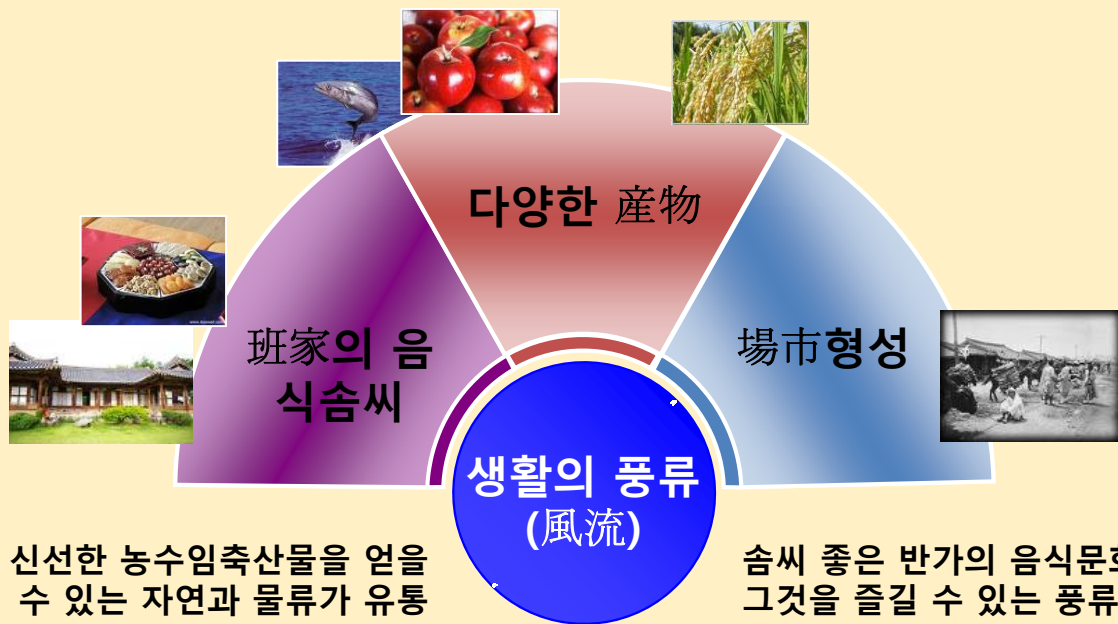 다양한 産物
班家의 음
식솜씨
場市형성
생활의 풍류
(風流)
신선한 농수임축산물을 얻을
수 있는 자연과 물류가 유통
솜씨 좋은 반가의 음식문화
그것을 즐길 수 있는 풍류